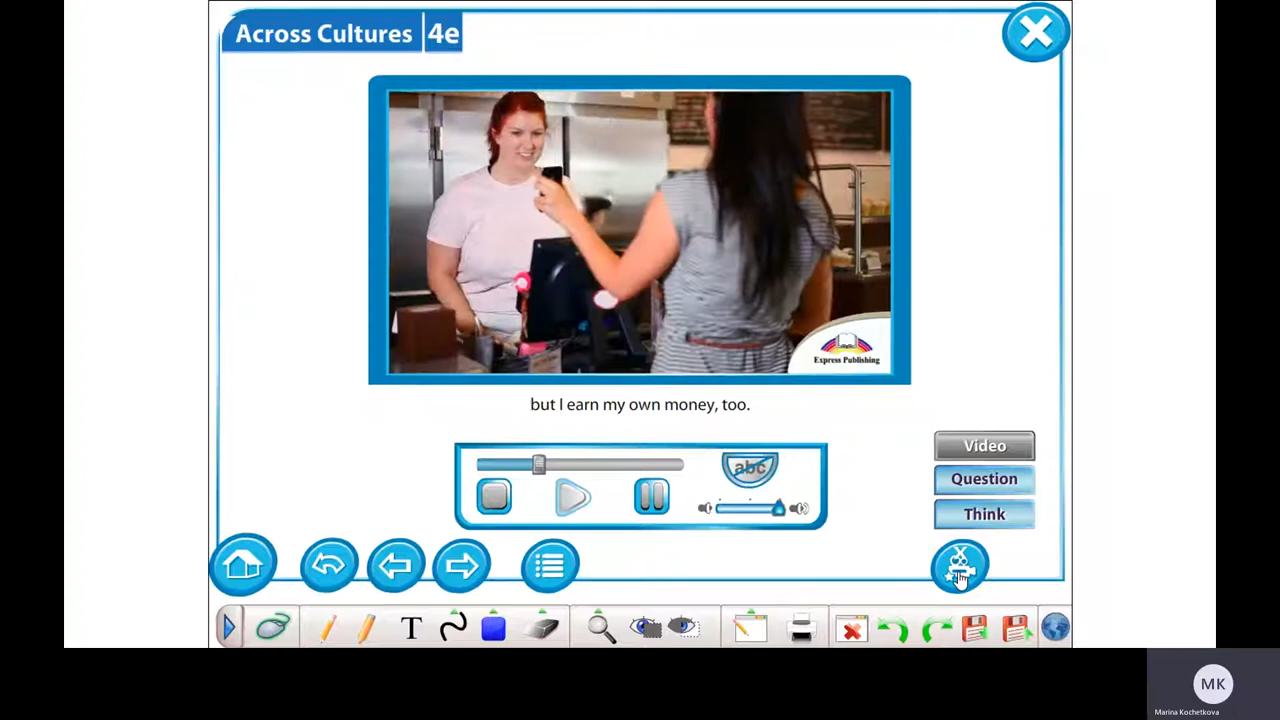 Across Cultures 4e
Express Publishing
but I earn my own money, too.
abc
Video
Question
Think
T
MK
Marina Kochetkova